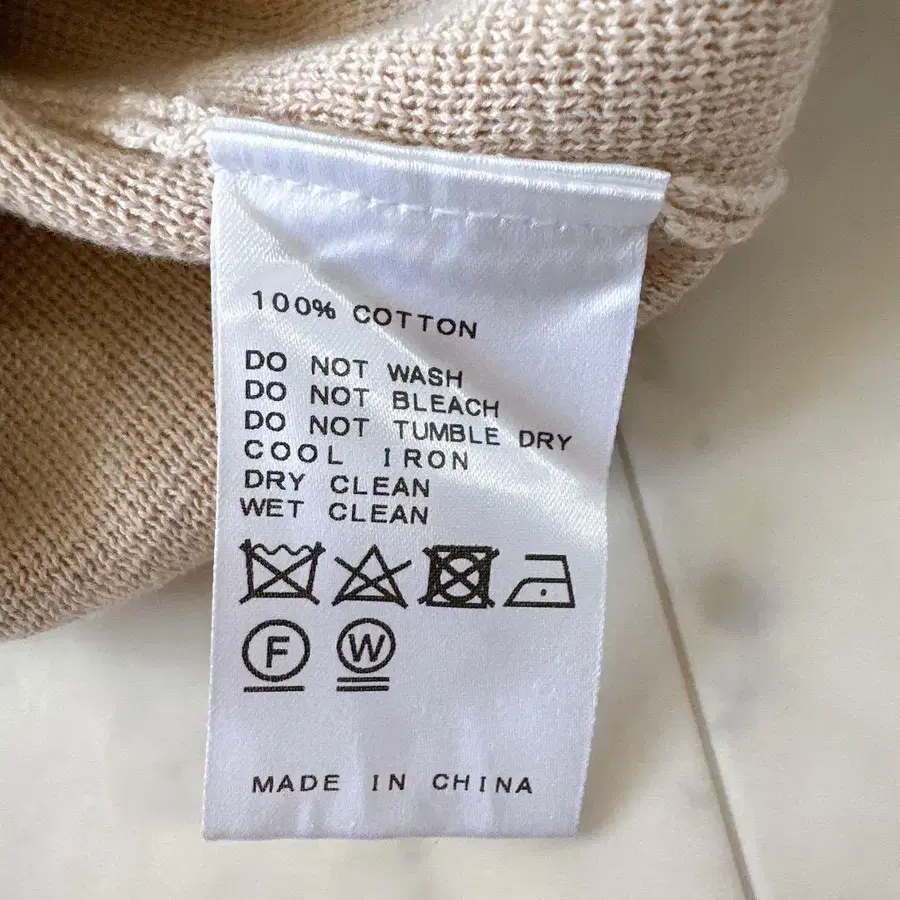 100% COTTON
DO NOT WASH
DO NOT BLEACH
DO NOT TUMBLE DRY
COOL IRON
DRY CLEAN
WET CLEAN
F W
MADE IN CHINA